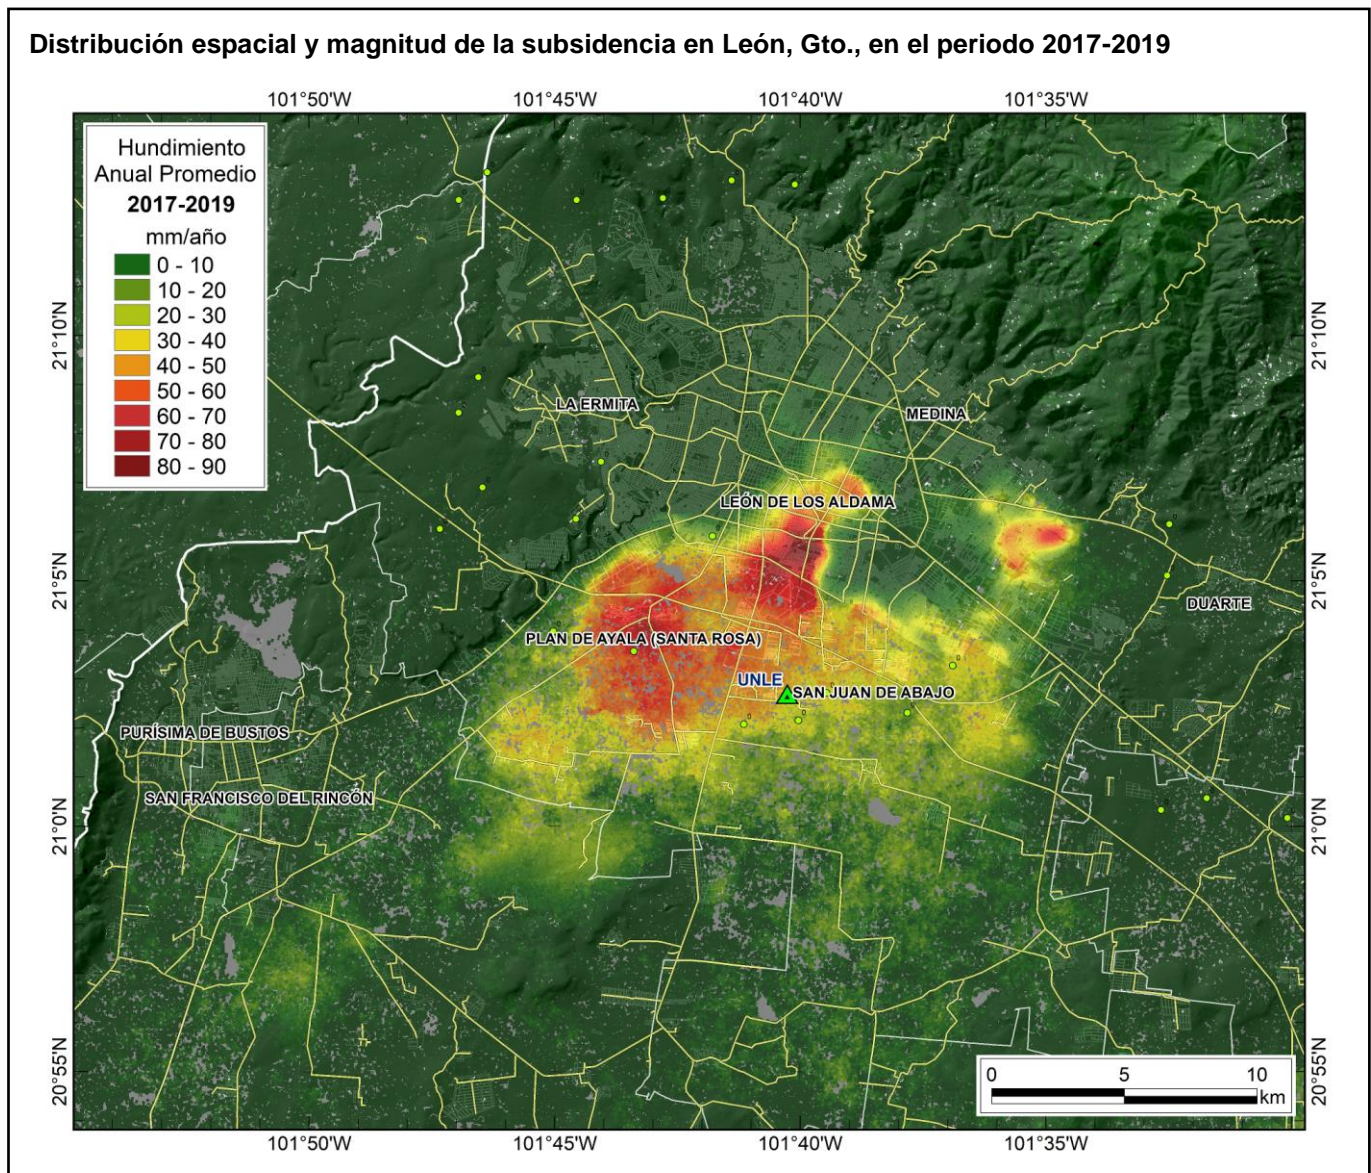 Distribución espacial y magnitud de la subsidencia en León, Gto., en el periodo 2017-2019
101°50'W
101°45'W
101°40'W
101°35'W
Hundimiento
Anual Promedio
2017-2019
mm/año
0 - 10
10 - 20
20 - 30
30 - 40
40 - 50
50 - 60
60 - 70
70 - 80
80 - 90
21°10'N
21°10'N
LA ERMITA
MEDINA
LEÓN DE LOS ALDAMA
21°5'N
21°5'N
DUARTE
PLAN DE AYALA (SANTA ROSA)
UNLE
SAN JUAN DE ABAJO
PURÍSIMA DE BUSTOS
SAN FRANCISCO DEL RINCÓN
21°0'N
21°0'N
20°55'N
20°55'N
0
5
10
km
101°50'W
101°45'W
101°40'W
101°35'W